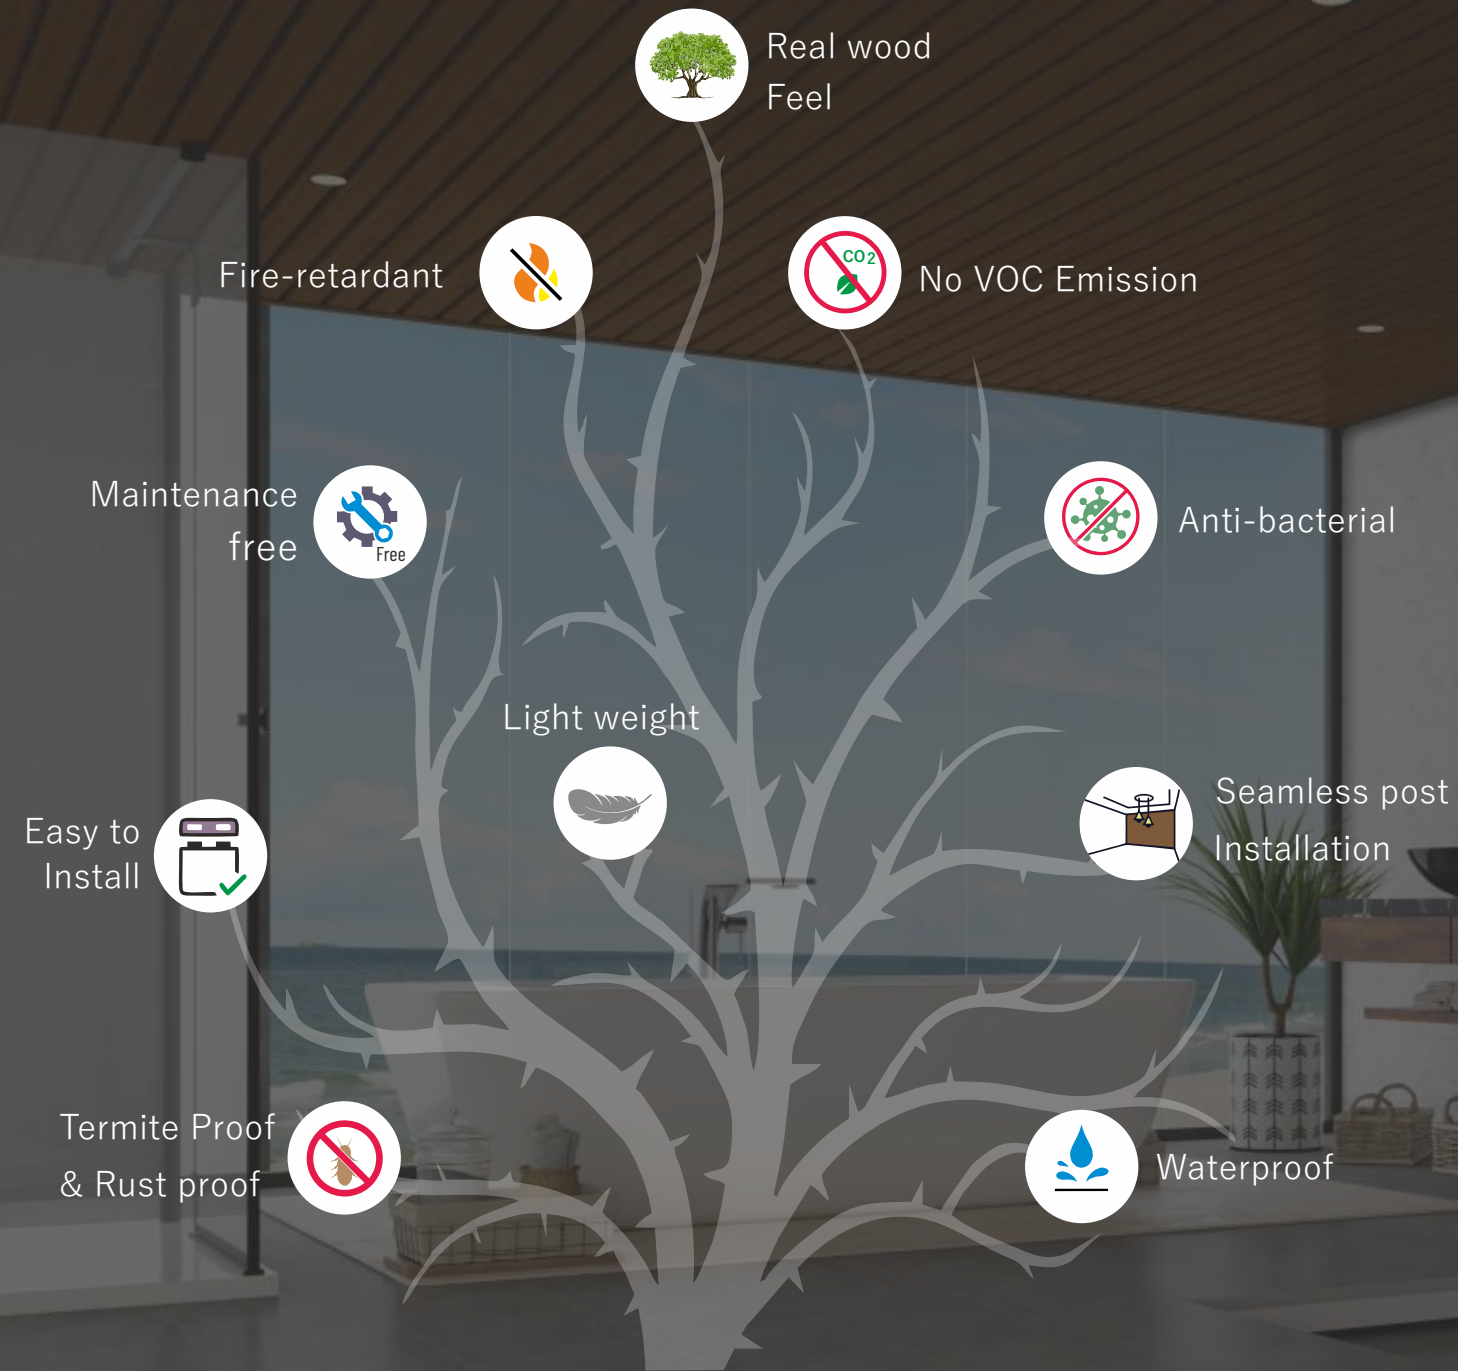 Real wood
Feel
Fire-retardant
CO2
No VOC Emission
Maintenance
free
Free
Anti-bacterial
Light weight
Easy to
Install
Seamless post
Installation
Termite Proof
& Rust proof
Waterproof